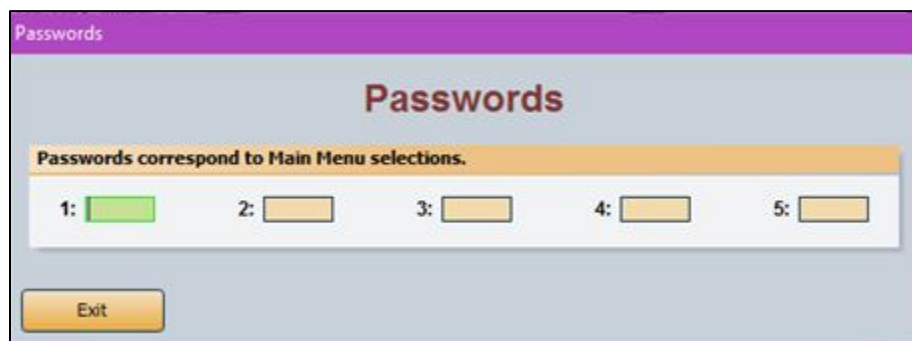 Passwords
Passwords
Passwords correspond to Main Menu selections.
1: 2: 3: 4: 5:
Exit